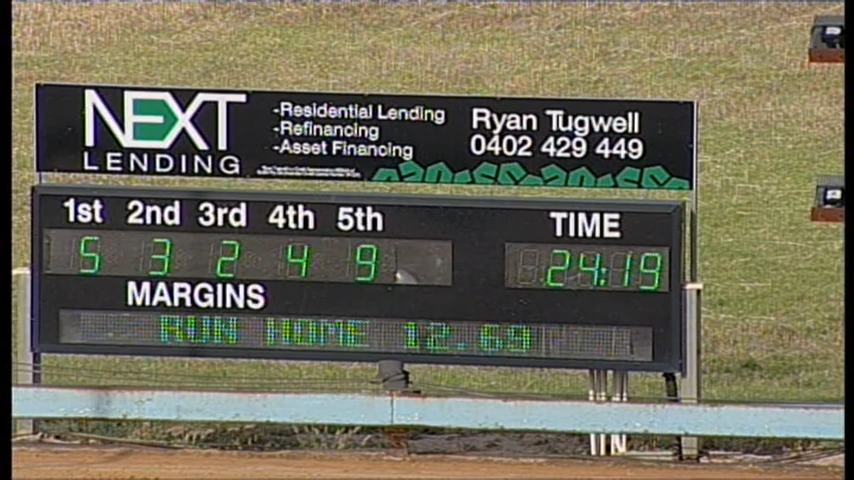 NEXT
LENDING
-Residential Lending
-Refinancing
-Asset Financing
Ryan Tugwell
0402 429 449
1st 2nd 3rd 4th 5th TIME
5 3 2 4 9 24:19
MARGINS
RUN HOME 12.69